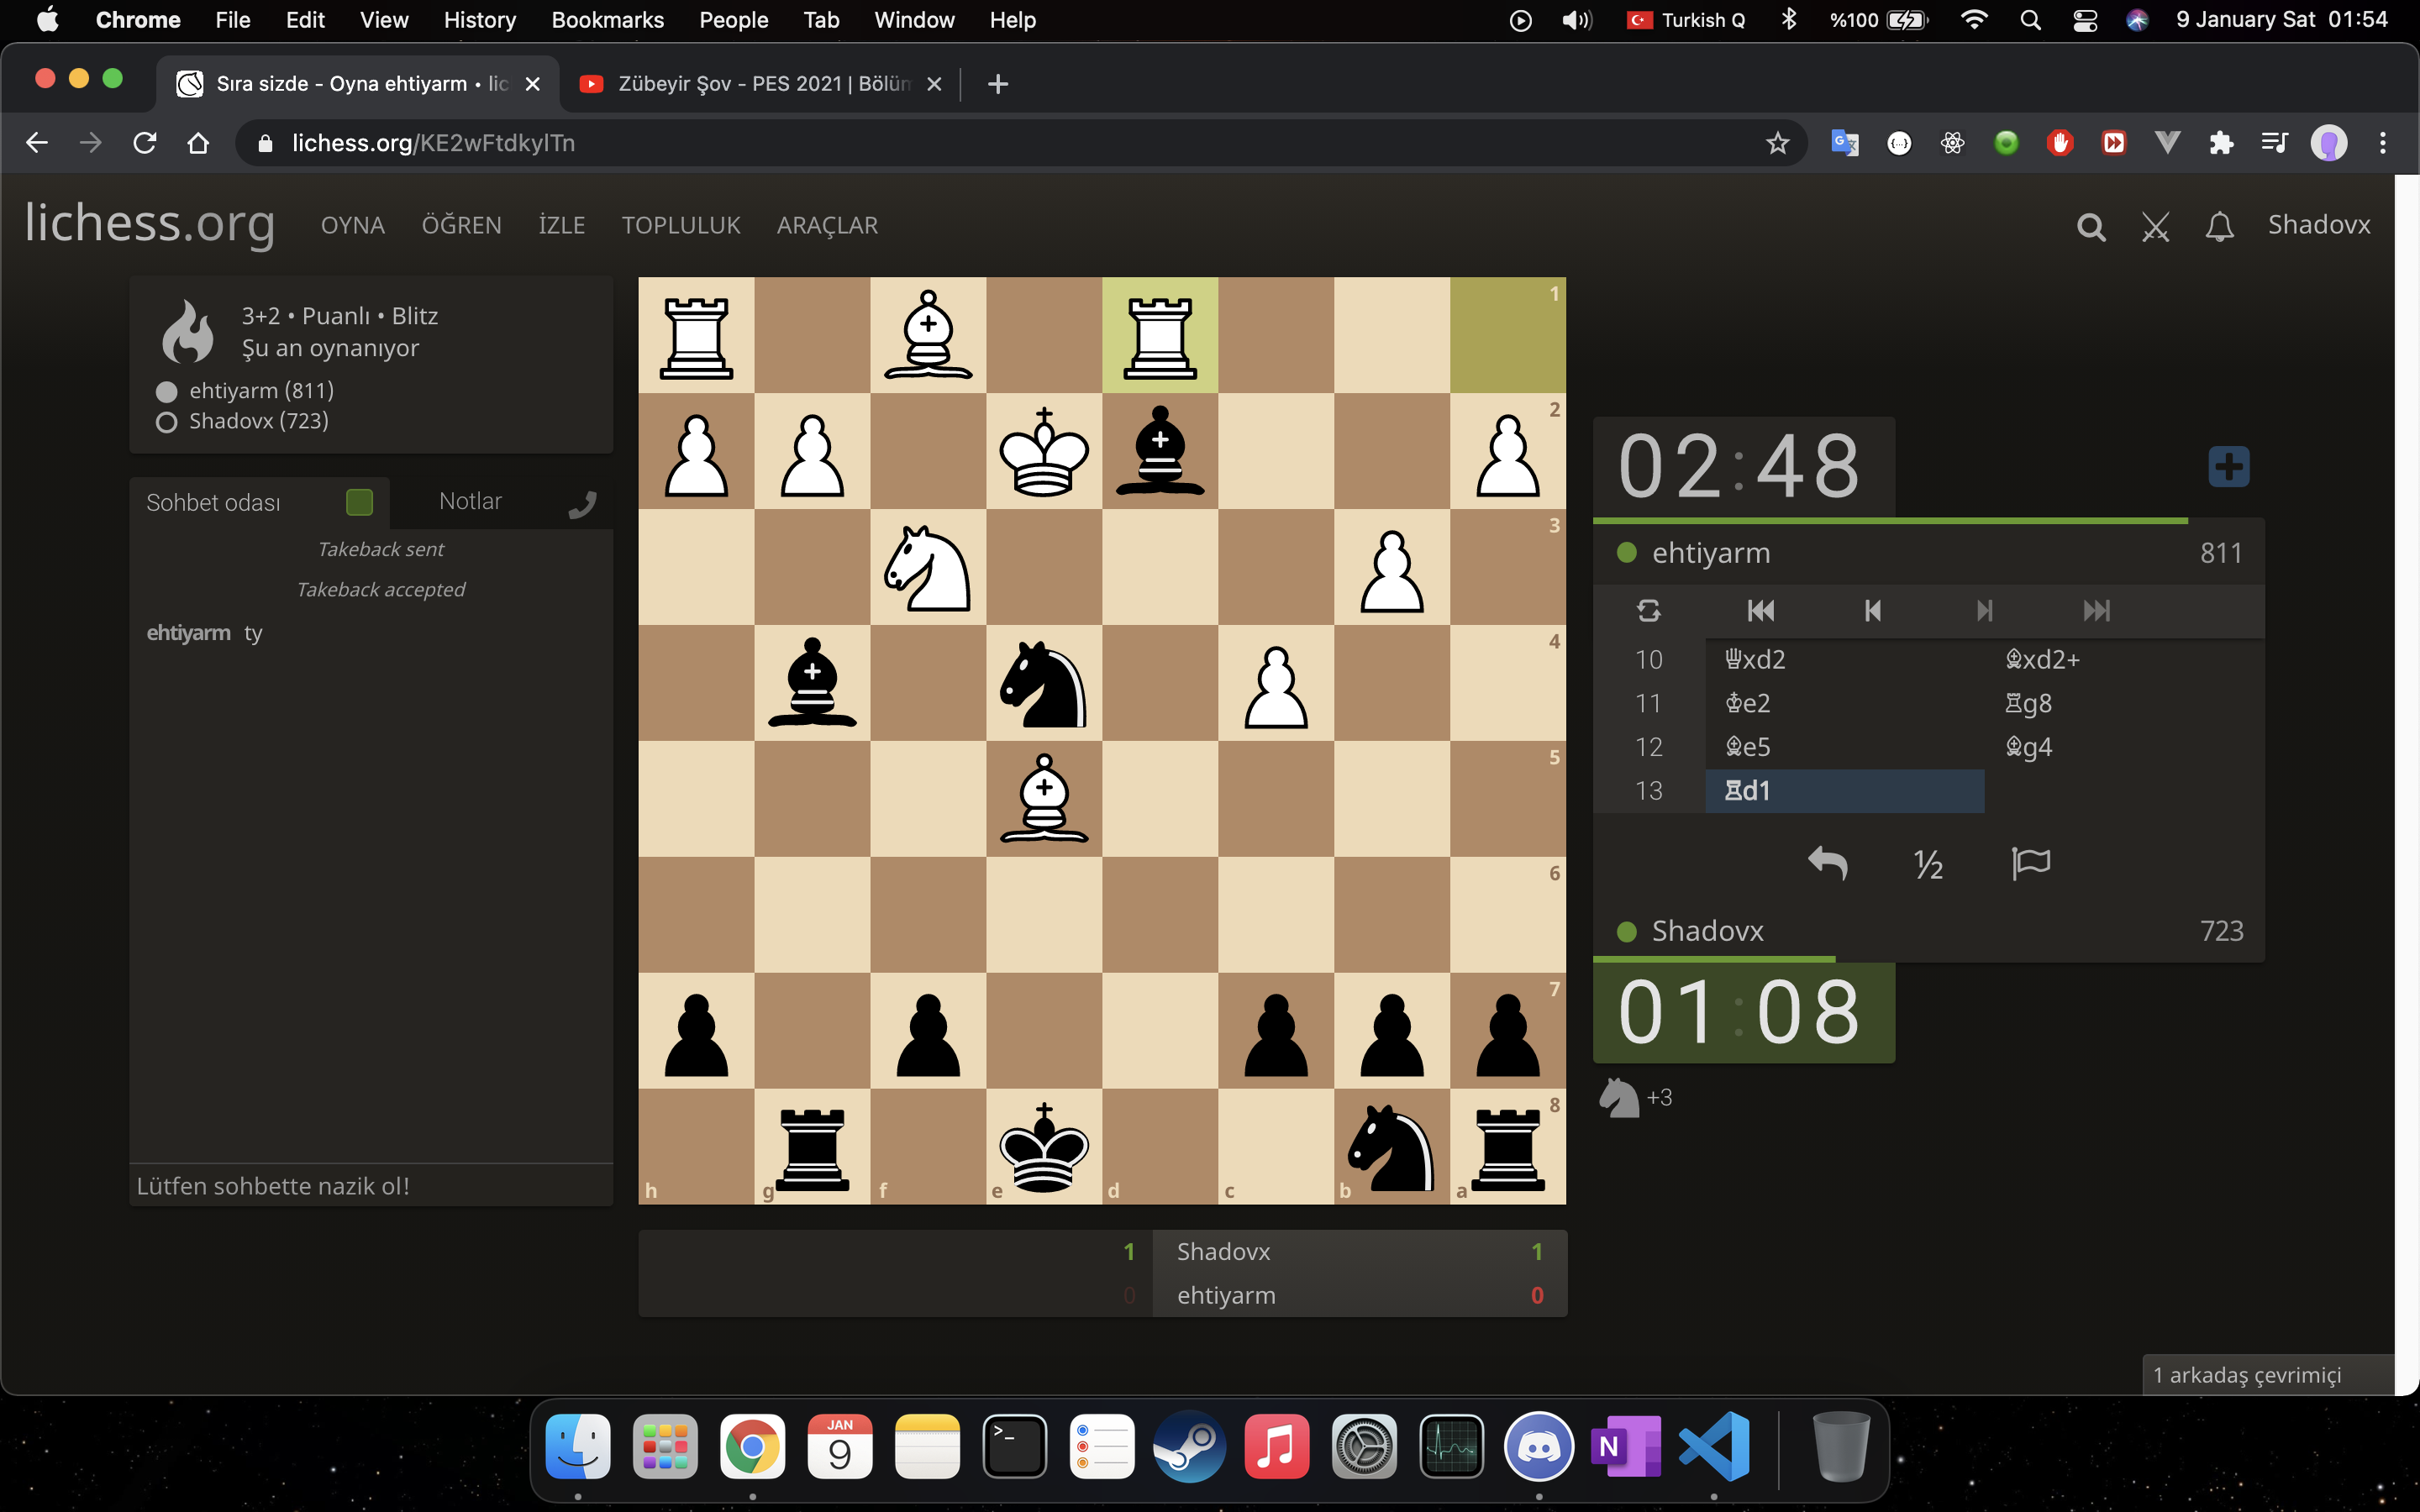 Chrome File Edit View History Bookmarks People Tab Window Help Turkish Q %100 9 January Sat 01:54
Sıra sizde - Oyna ehtiyarm • lic
Zübeyir Şov - PES 2021 | Bölüm
lichess.org/KE2wFtdkylTn
lichess.org OYNA ÖĞREN İZLE TOPLULUK ARAÇLAR Shadovx
3+2 • Puanlı • Blitz
Şu an oynanıyor
ehtiyarm (811)
Shadovx (723)
Sohbet odası Notlar
Takeback sent
Takeback accepted
ehtiyarm ty
Lütfen sohbette nazik ol!
1
2
3
4
5
6
7
8
h g f e d c b a
1 Shadovx 1
0 ehtiyarm 0
02:48
ehtiyarm 811
10 ♕xd2 ♗xd2+
11 ♔e2 ♖g8
12 ♗e5 ♗g4
13 ♖d1
½
Shadovx 723
01:08
+3
1 arkadaş çevrimiçi
JAN
9
>_
N